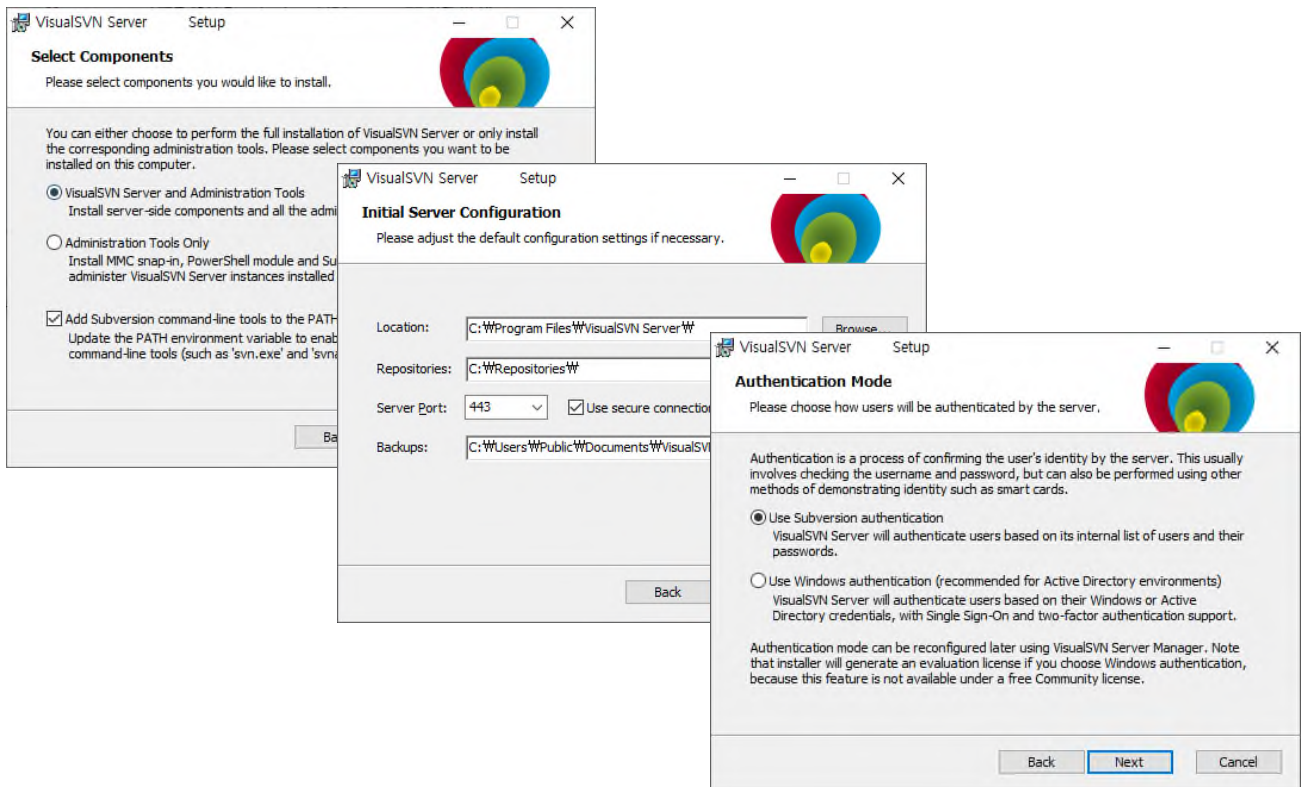 VisualSVN Server Setup
Select Components
Please select components you would like to install.
You can either choose to perform the full installation of VisualSVN Server or only install
the corresponding administration tools. Please select components you want to be
installed on this computer.
VisualSVN Server and Administration Tools
Install server-side components and all the admi
Administration Tools Only
Install MMC snap-in, PowerShell module and Su
administer VisualSVN Server instances installed
Add Subversion command-line tools to the PATH
Update the PATH environment variable to enab
command-line tools (such as 'svn.exe' and 'svna
Ba
VisualSVN Server Setup
Initial Server Configuration
Please adjust the default configuration settings if necessary.
Location: C:₩Program Files₩VisualSVN Server₩ Browse...
Repositories: C:₩Repositories₩
Server Port: 443 Use secure connection
Backups: C:₩Users₩Public₩Documents₩VisualSVI
Back
VisualSVN Server Setup
Authentication Mode
Please choose how users will be authenticated by the server.
Authentication is a process of confirming the user's identity by the server. This usually
involves checking the username and password, but can also be performed using other
methods of demonstrating identity such as smart cards.
Use Subversion authentication
VisualSVN Server will authenticate users based on its internal list of users and their
passwords.
Use Windows authentication (recommended for Active Directory environments)
VisualSVN Server will authenticate users based on their Windows or Active
Directory credentials, with Single Sign-On and two-factor authentication support.
Authentication mode can be reconfigured later using VisualSVN Server Manager. Note
that installer will generate an evaluation license if you choose Windows authentication,
because this feature is not available under a free Community license.
Back Next Cancel